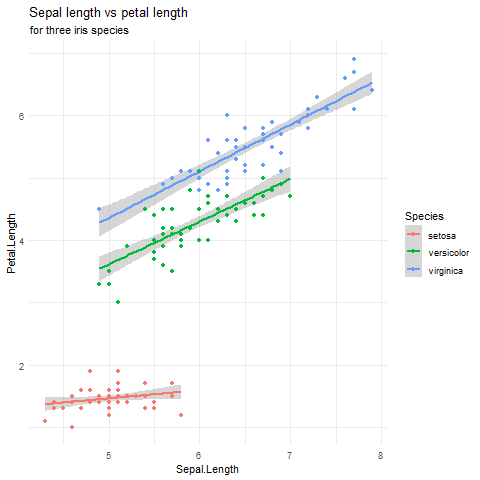 Sepal length vs petal length
for three iris species
Petal.Length
6
4
2
5
6
7
8
Sepal.Length
Species
setosa
versicolor
virginica